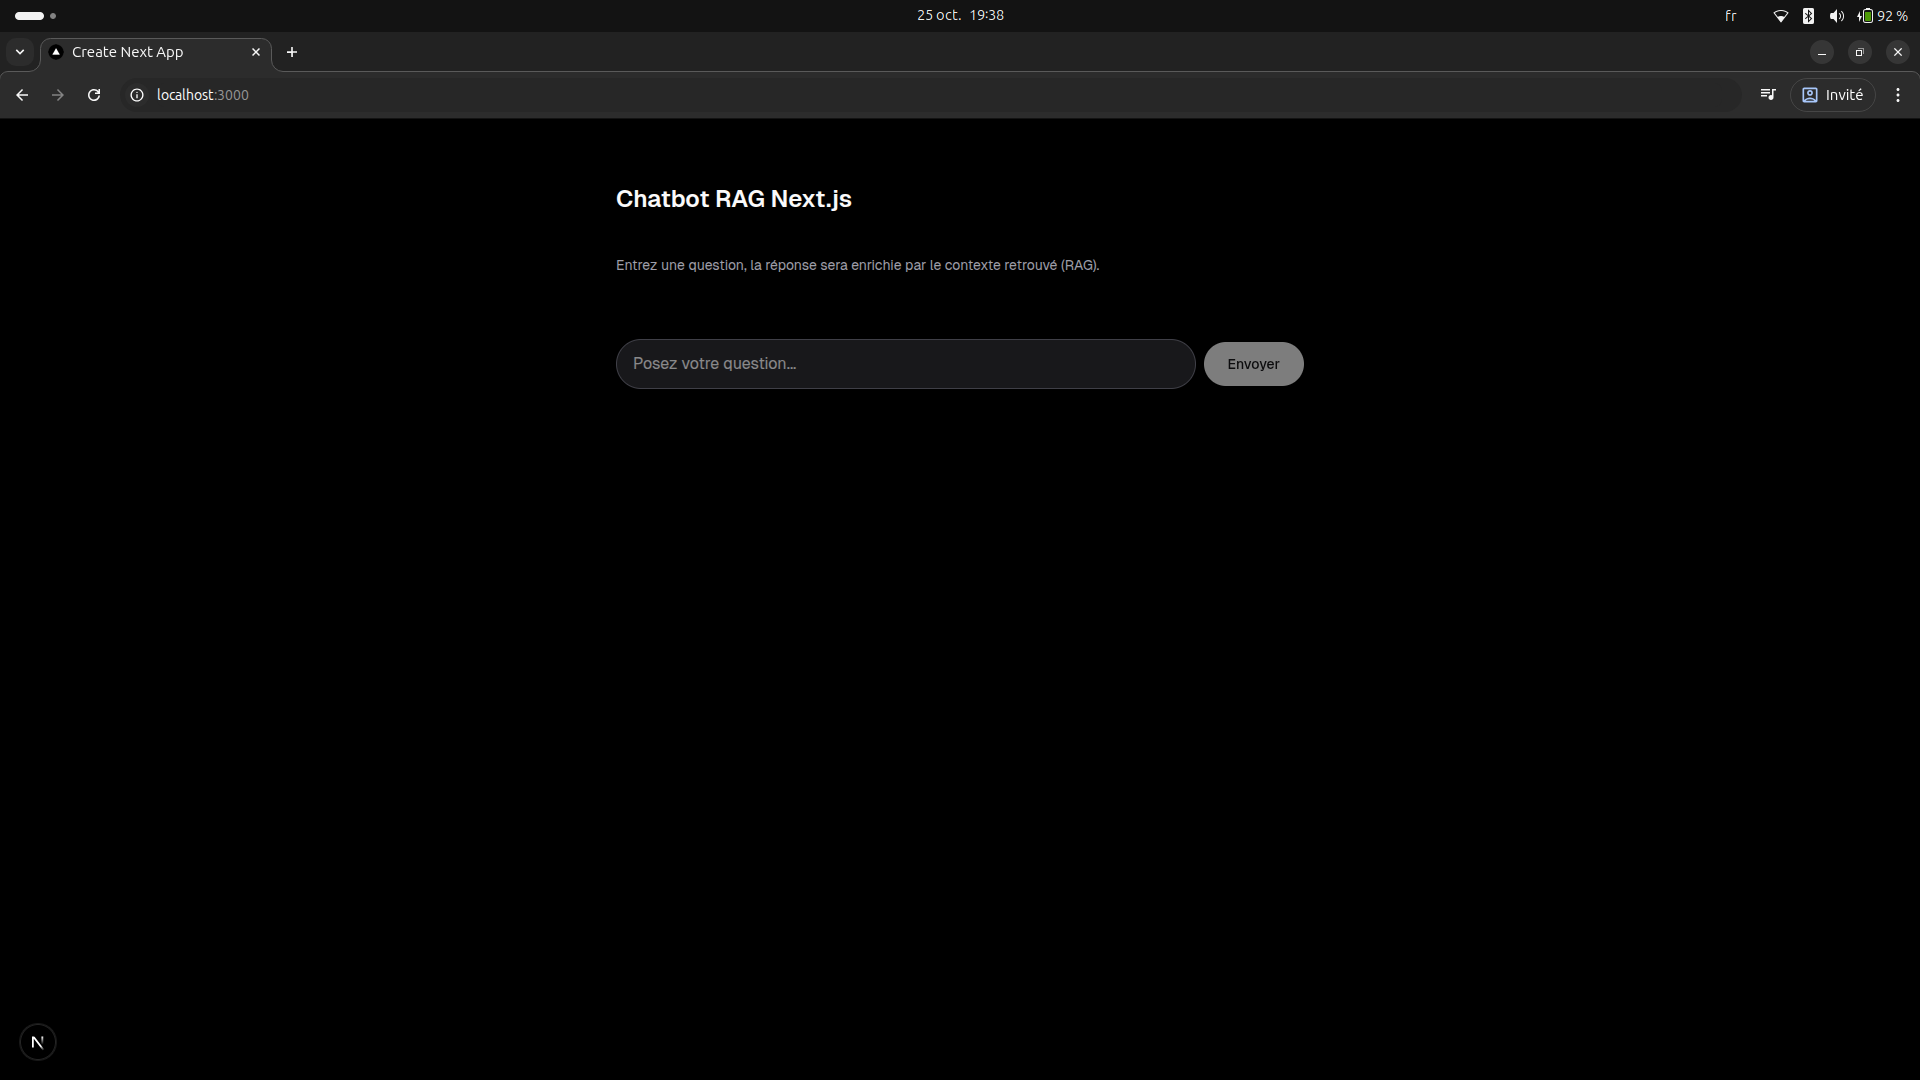 25 oct. 19:38
fr
92 %
Create Next App
localhost:3000
Invité
Chatbot RAG Next.js
Entrez une question, la réponse sera enrichie par le contexte retrouvé (RAG).
Posez votre question...
Envoyer
N